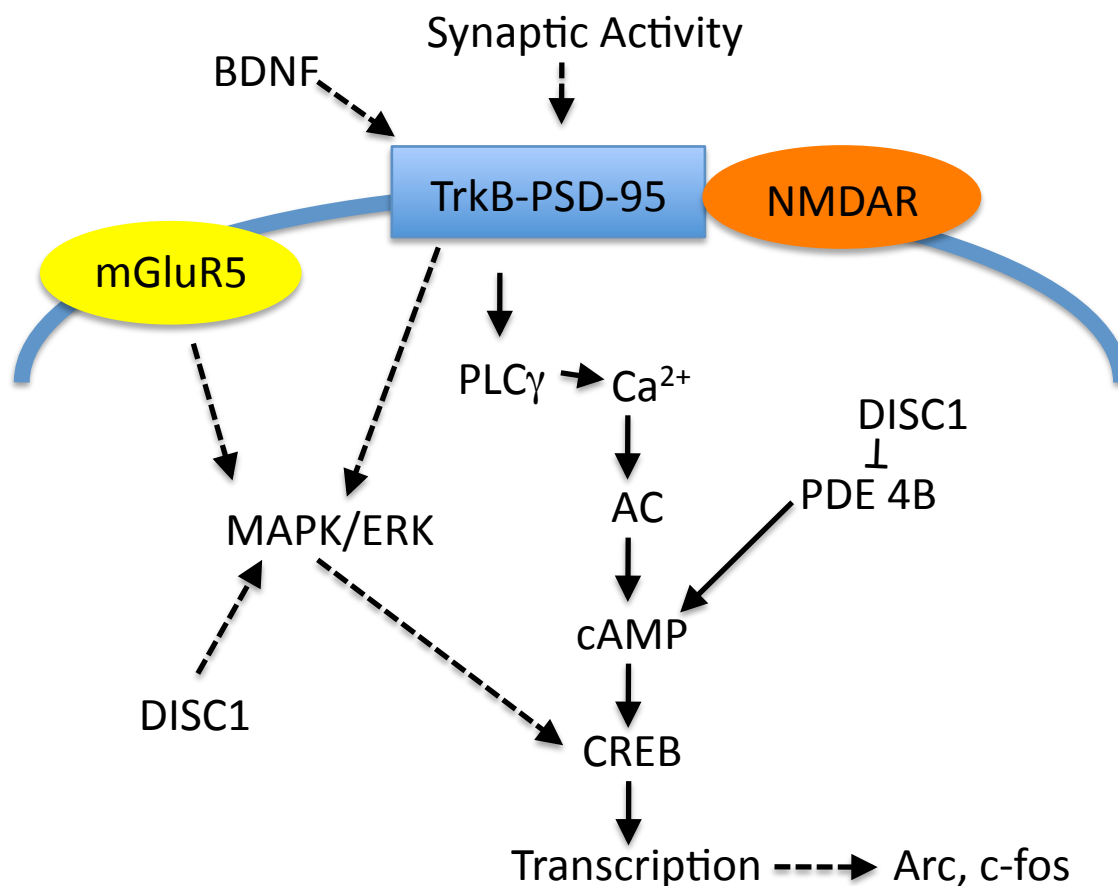 Synaptic Activity
BDNF
TrkB-PSD-95
NMDAR
mGluR5
PLCγ
Ca²⁺
DISC1
PDE 4B
AC
MAPK/ERK
cAMP
DISC1
CREB
Transcription
Arc, c-fos